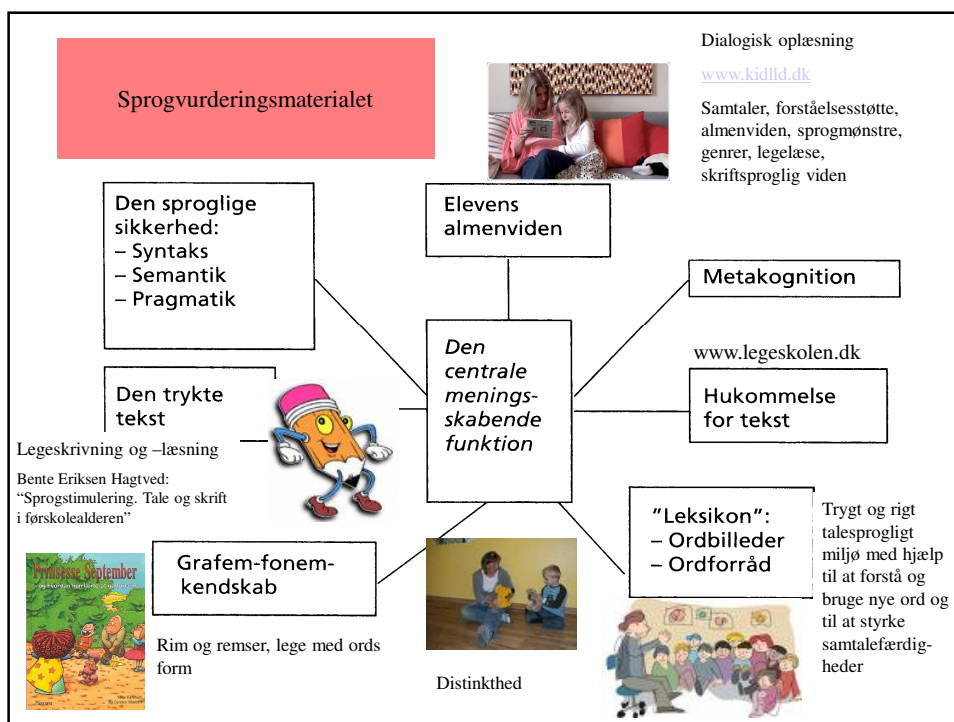 Sprogvurderingsmaterialet
Dialogisk oplæsning
www.kidlld.dk
Samtaler, forståelsesstøtte,
almenviden, sprogmønstre,
genrer, legelæse,
skriftsproglig viden
Den sproglige
sikkerhed:
– Syntaks
– Semantik
– Pragmatik
Elevens
almenviden
Metakognition
Den
centrale
menings-
skabende
funktion
www.legeskolen.dk
Hukommelse
for tekst
Den trykte
tekst
Legeskrivning og –læsning
Bente Eriksen Hagtved:
“Sprogstimulering. Tale og skrift
i førskolealderen”
"Leksikon":
– Ordbilleder
– Ordforråd
Trygt og rigt
talesprogligt
miljø med hjælp
til at forstå og
bruge nye ord og
til at styrke
samtalefærdig-
heder
Grafem-fonem-
kendskab
Prinsesse September
Rim og remser, lege med ords
form
Distinkthed